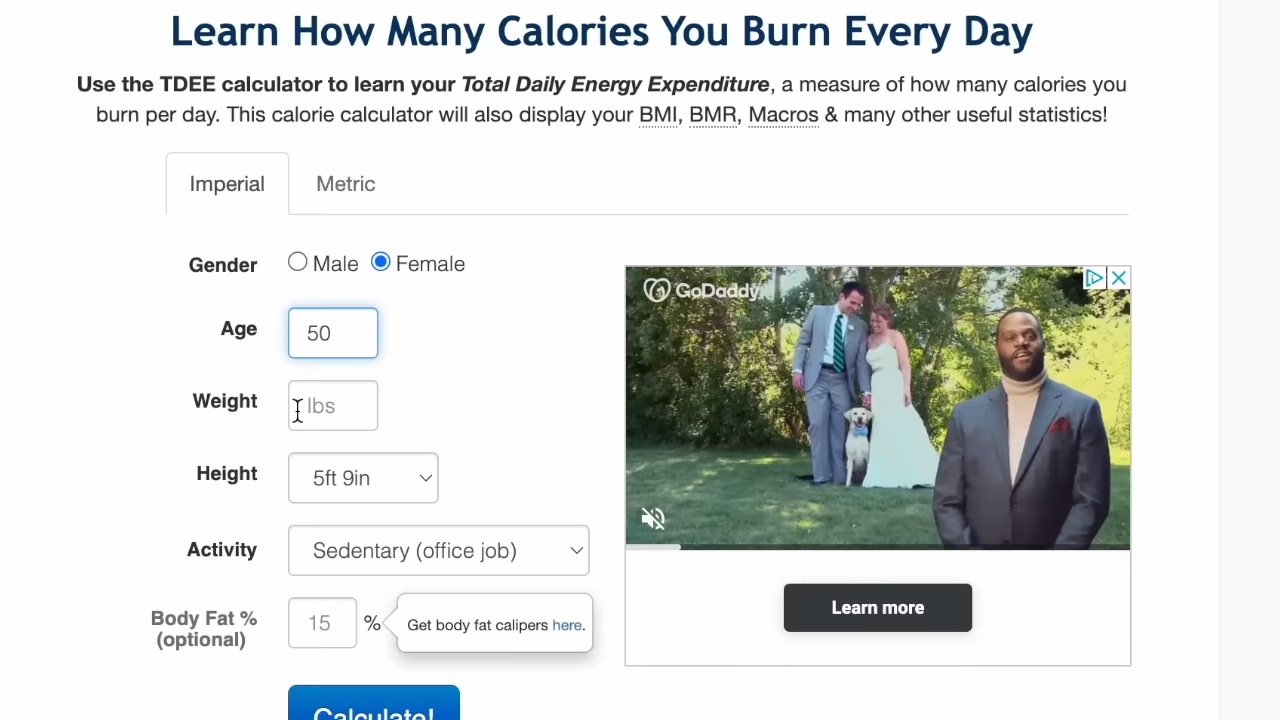 Learn How Many Calories You Burn Every Day
Use the TDEE calculator to learn your Total Daily Energy Expenditure, a measure of how many calories you
burn per day. This calorie calculator will also display your BMI, BMR, Macros & many other useful statistics!
Imperial
Metric
Gender
Male
Female
GoDaddy
Age
50
Weight
lbs
Height
5ft 9in
Activity
Sedentary (office job)
Body Fat %
(optional)
15
%
Get body fat calipers here.
Learn more
Calculate!